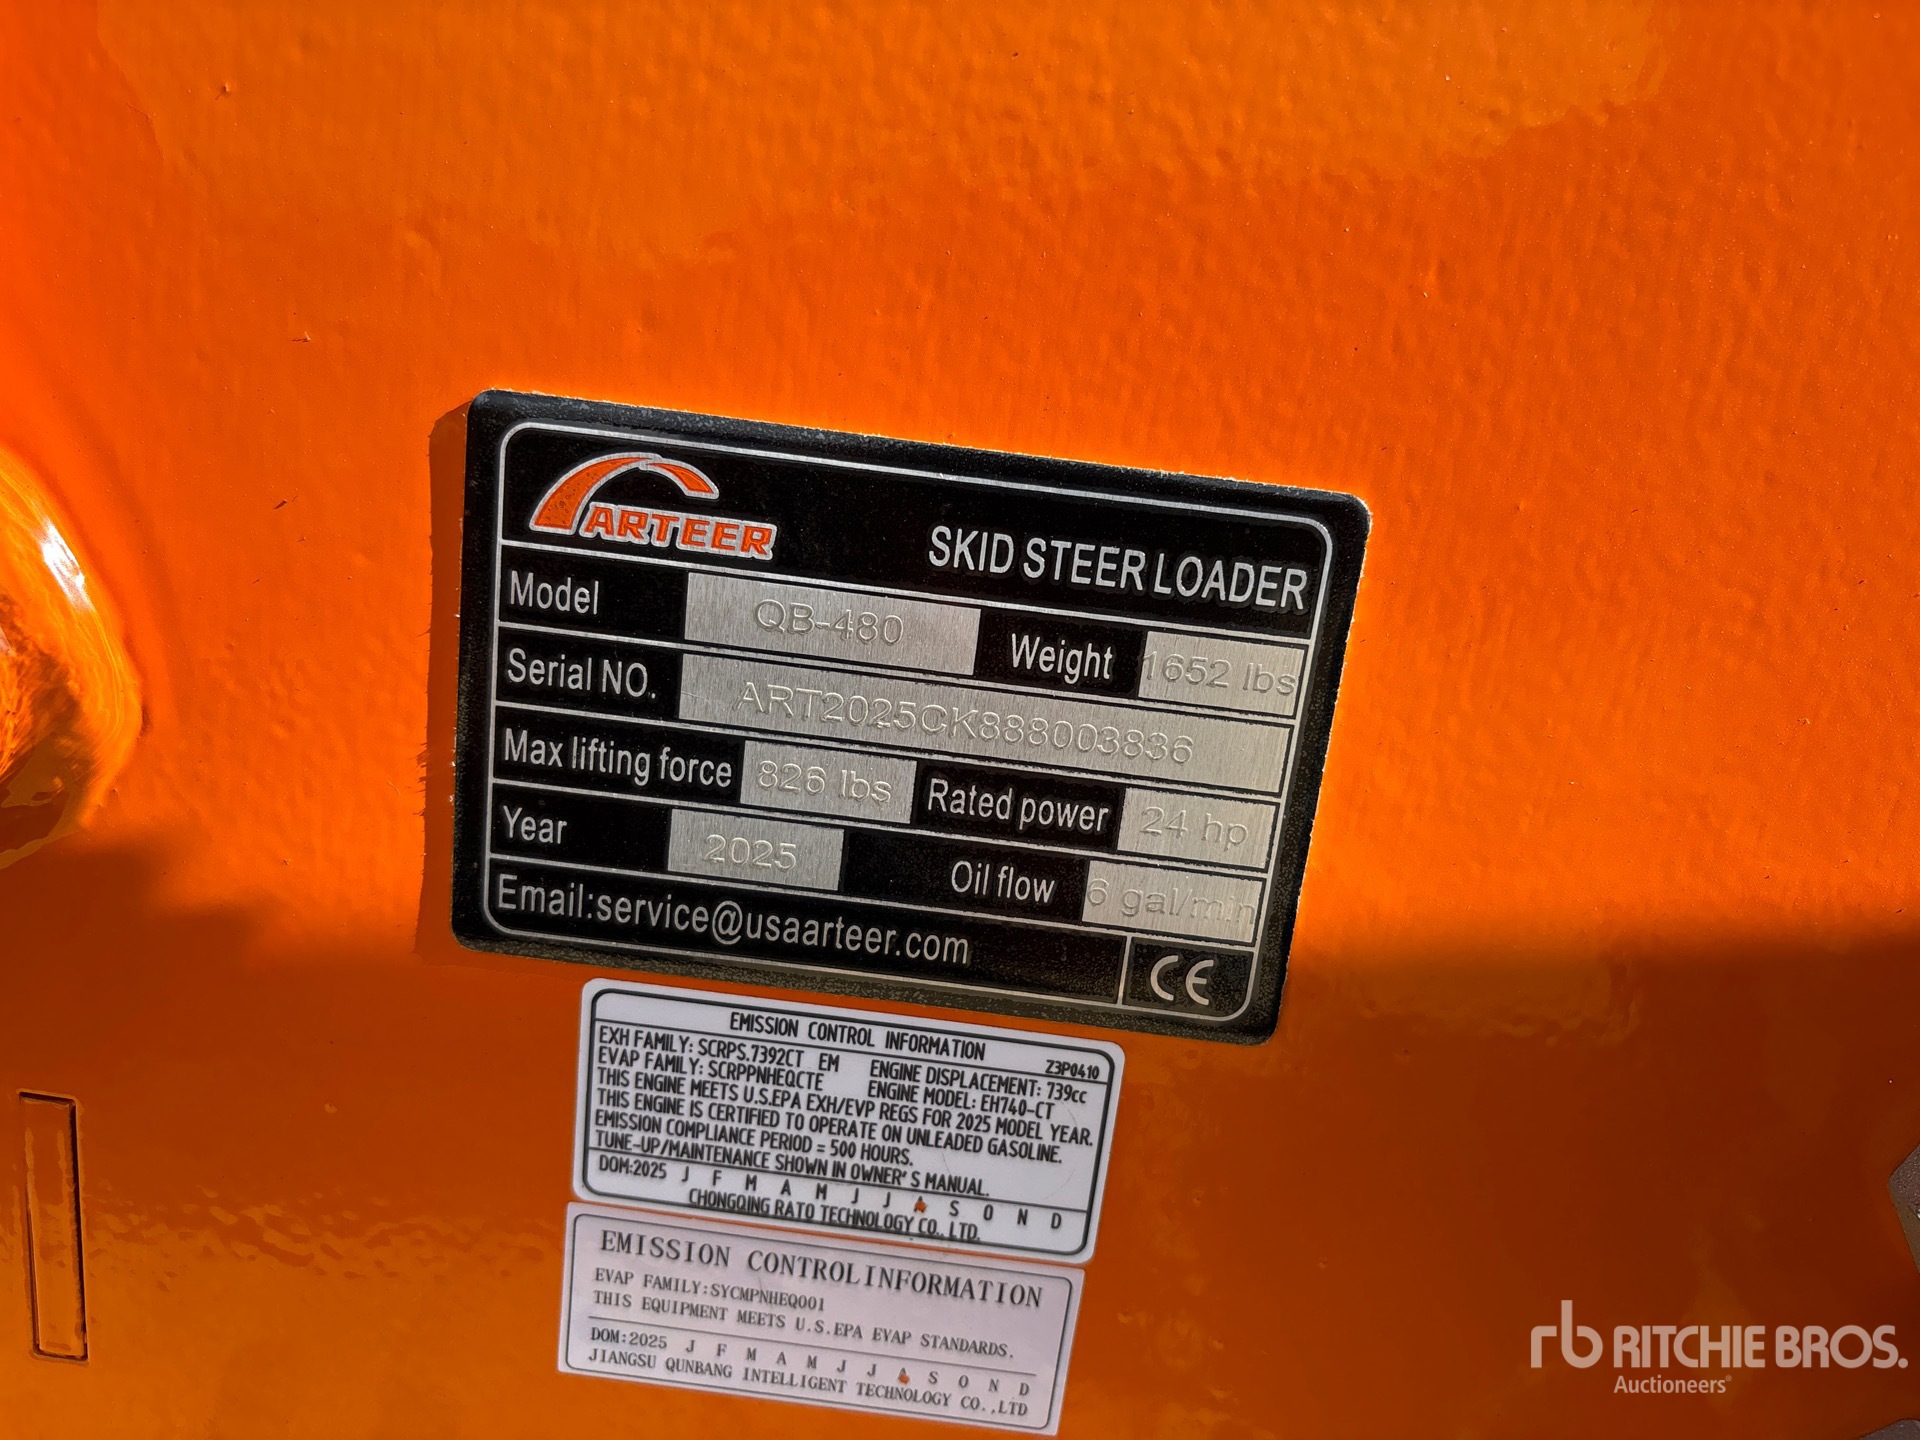 ARTEER
SKID STEER LOADER
Model QB-480 Weight 1652 lbs
Serial NO. ART2025CK888003836
Max lifting force 826 lbs Rated power 24 hp
Year 2025 Oil flow 6 gal/min
Email:service@usaarteer.com CE
EMISSION CONTROL INFORMATION
Z3P0410
EXH FAMILY: SCRPS.7392CT EM ENGINE DISPLACEMENT: 739cc
EVAP FAMILY: SCRPPNHEQCTE ENGINE MODEL: EH740-CT
THIS ENGINE MEETS U.S.EPA EXH/EVP REGS FOR 2025 MODEL YEAR.
THIS ENGINE IS CERTIFIED TO OPERATE ON UNLEADED GASOLINE.
EMISSION COMPLIANCE PERIOD = 500 HOURS.
TUNE-UP/MAINTENANCE SHOWN IN OWNER'S MANUAL.
DOM:2025 J F M A M J J A S O N D
CHONGQING RATO TECHNOLOGY CO., LTD.
EMISSION CONTROL INFORMATION
EVAP FAMILY:SYCMPNHEQ001
THIS EQUIPMENT MEETS U.S.EPA EVAP STANDARDS.
DOM:2025 J F M A M J J A S O N D
JIANGSU QUNBANG INTELLIGENT TECHNOLOGY CO.,LTD
rb RITCHIE BROS.
Auctioneers®